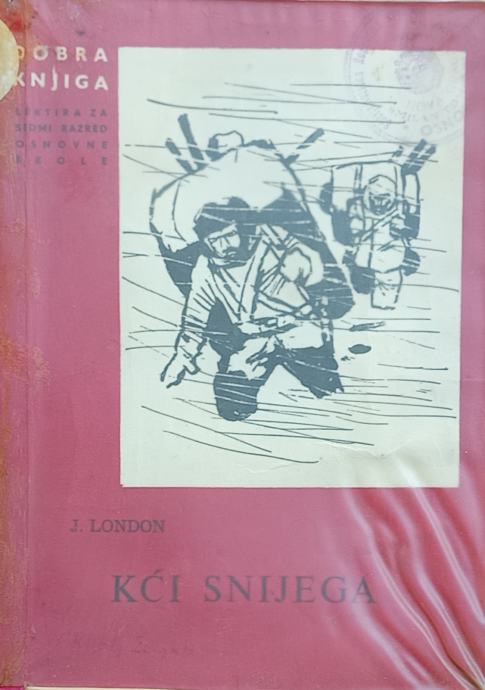 DOBRA
KNJIGA
LEKTIRA ZA
SEDMI RAZRED
OSNOVNE
ŠKOLE
J. LONDON
KĆI SNIJEGA